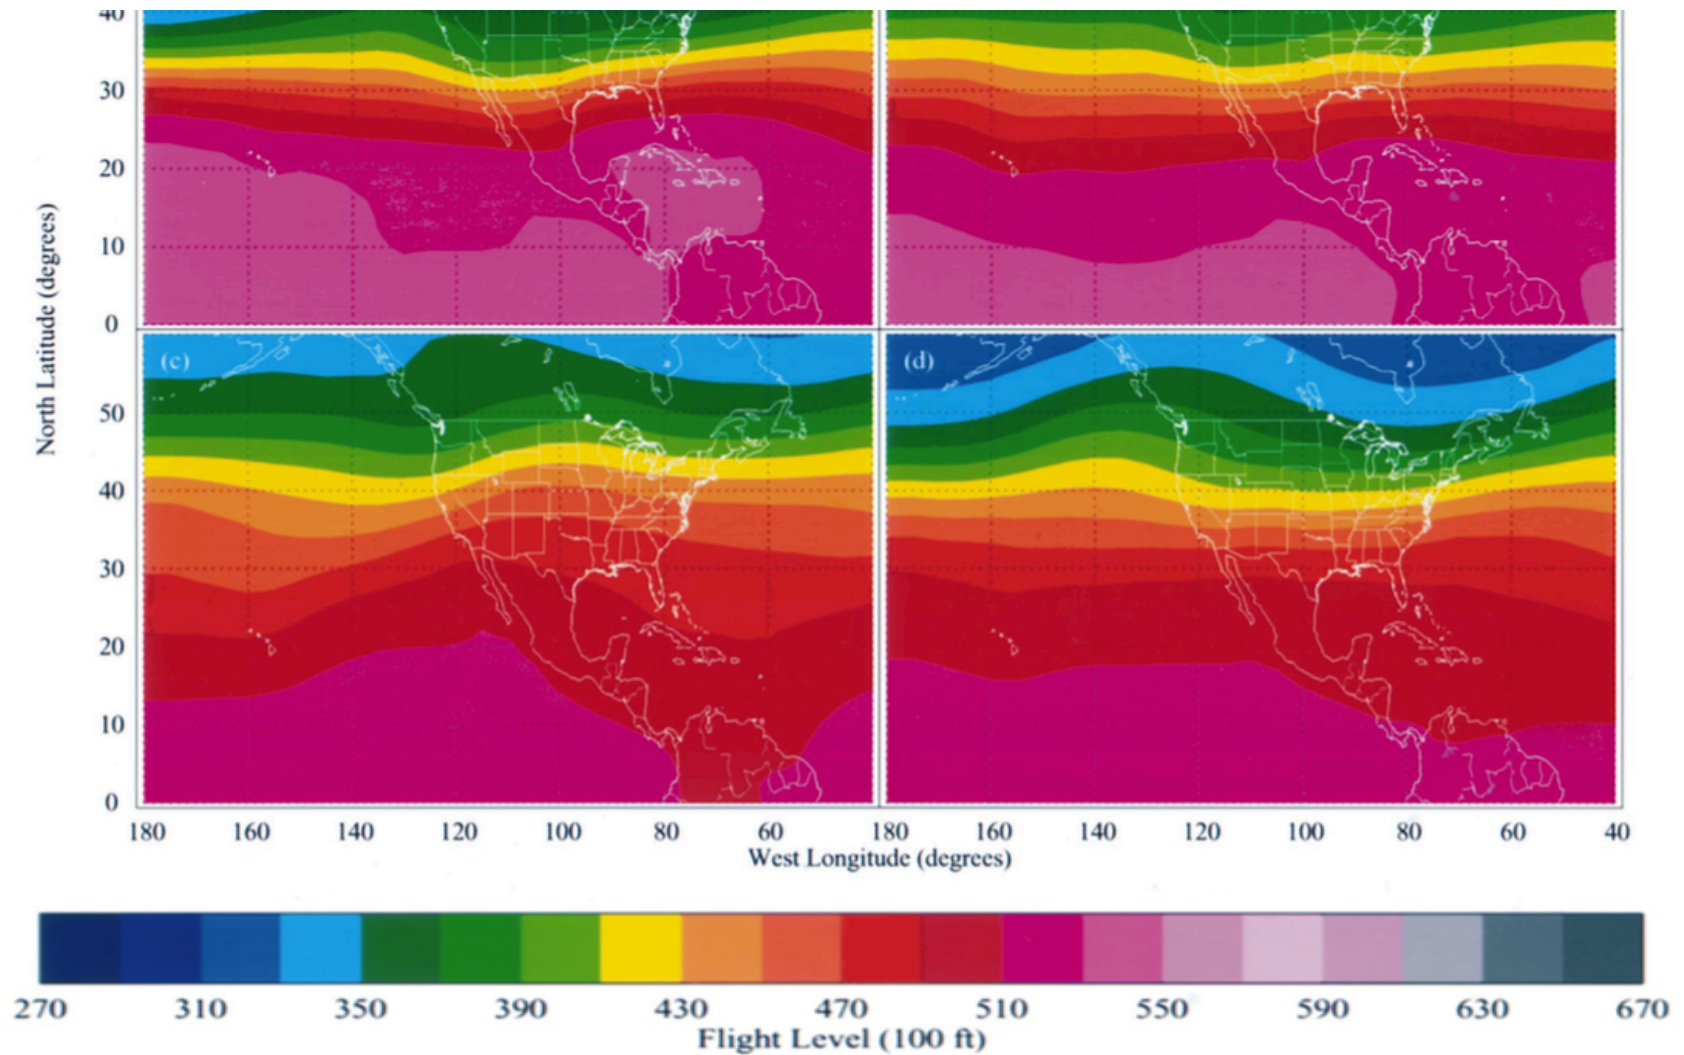 40
30
20
10
0
North Latitude (degrees)
(c)
(d)
50
40
30
20
10
0
180 160 140 120 100 80 60 180 160 140 120 100 80 60 40
West Longitude (degrees)
270 310 350 390 430 470 510 550 590 630 670
Flight Level (100 ft)